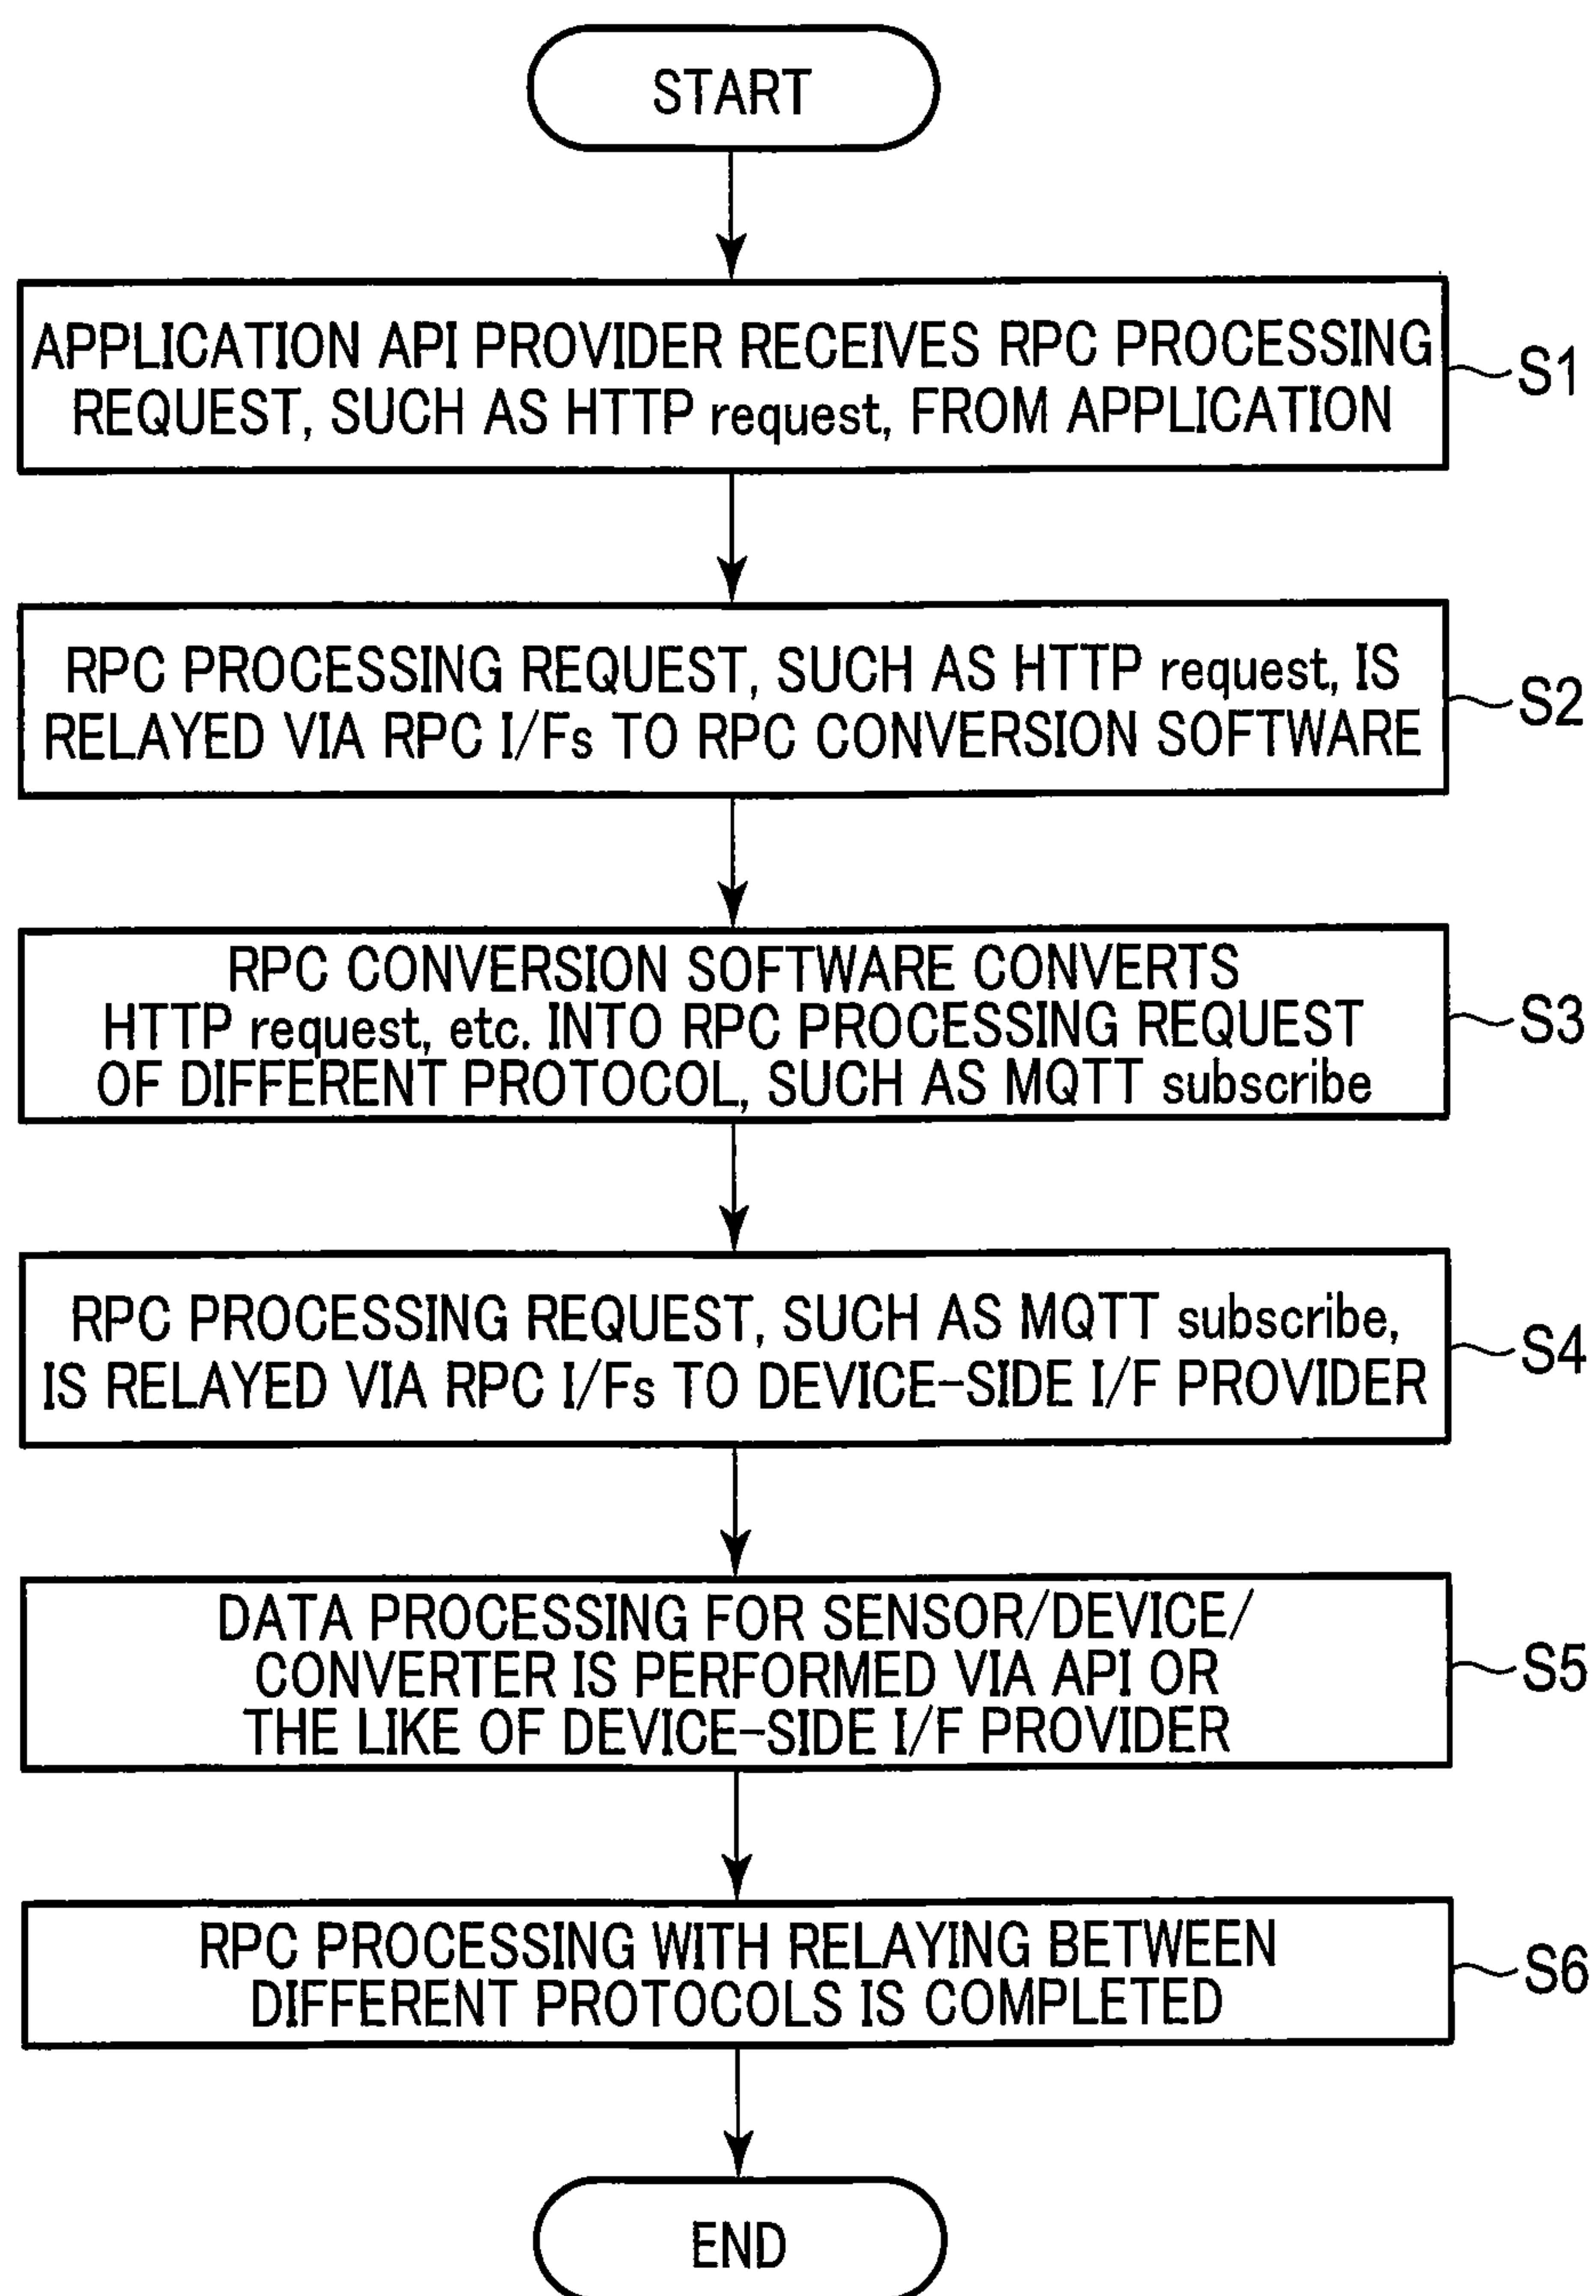 START
APPLICATION API PROVIDER RECEIVES RPC PROCESSING
REQUEST, SUCH AS HTTP request, FROM APPLICATION
S1
RPC PROCESSING REQUEST, SUCH AS HTTP request, IS
RELAYED VIA RPC I/Fs TO RPC CONVERSION SOFTWARE
S2
RPC CONVERSION SOFTWARE CONVERTS
HTTP request, etc. INTO RPC PROCESSING REQUEST
OF DIFFERENT PROTOCOL, SUCH AS MQTT subscribe
S3
RPC PROCESSING REQUEST, SUCH AS MQTT subscribe,
IS RELAYED VIA RPC I/Fs TO DEVICE-SIDE I/F PROVIDER
S4
DATA PROCESSING FOR SENSOR/DEVICE/
CONVERTER IS PERFORMED VIA API OR
THE LIKE OF DEVICE-SIDE I/F PROVIDER
S5
RPC PROCESSING WITH RELAYING BETWEEN
DIFFERENT PROTOCOLS IS COMPLETED
S6
END